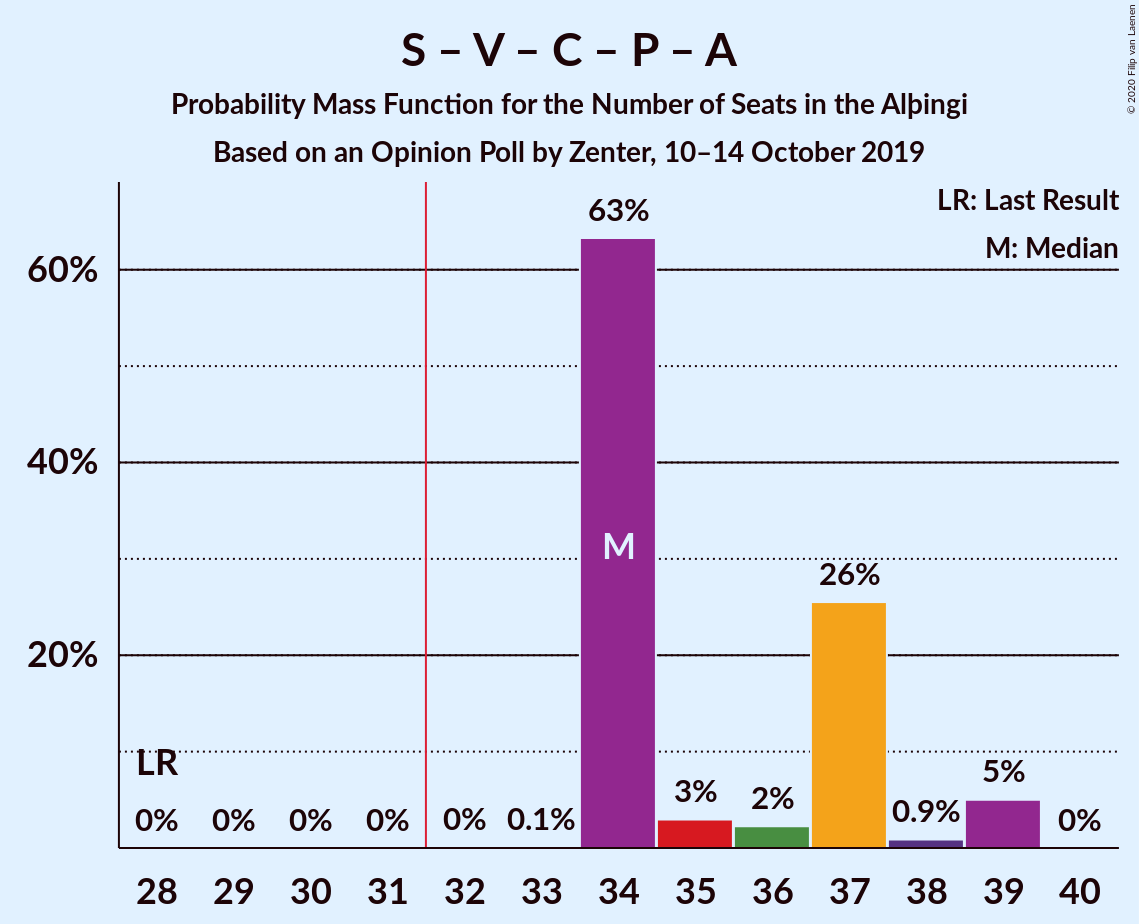 S – V – C – P – A
Probability Mass Function for the Number of Seats in the Alþingi
Based on an Opinion Poll by Zenter, 10–14 October 2019
© 2020 Filip van Laenen
LR: Last Result
M: Median
60%
40%
20%
63%
M
26%
LR
0%
0%
0%
0%
0%
0.1%
3%
2%
0.9%
5%
0%
28 29 30 31 32 33 34 35 36 37 38 39 40